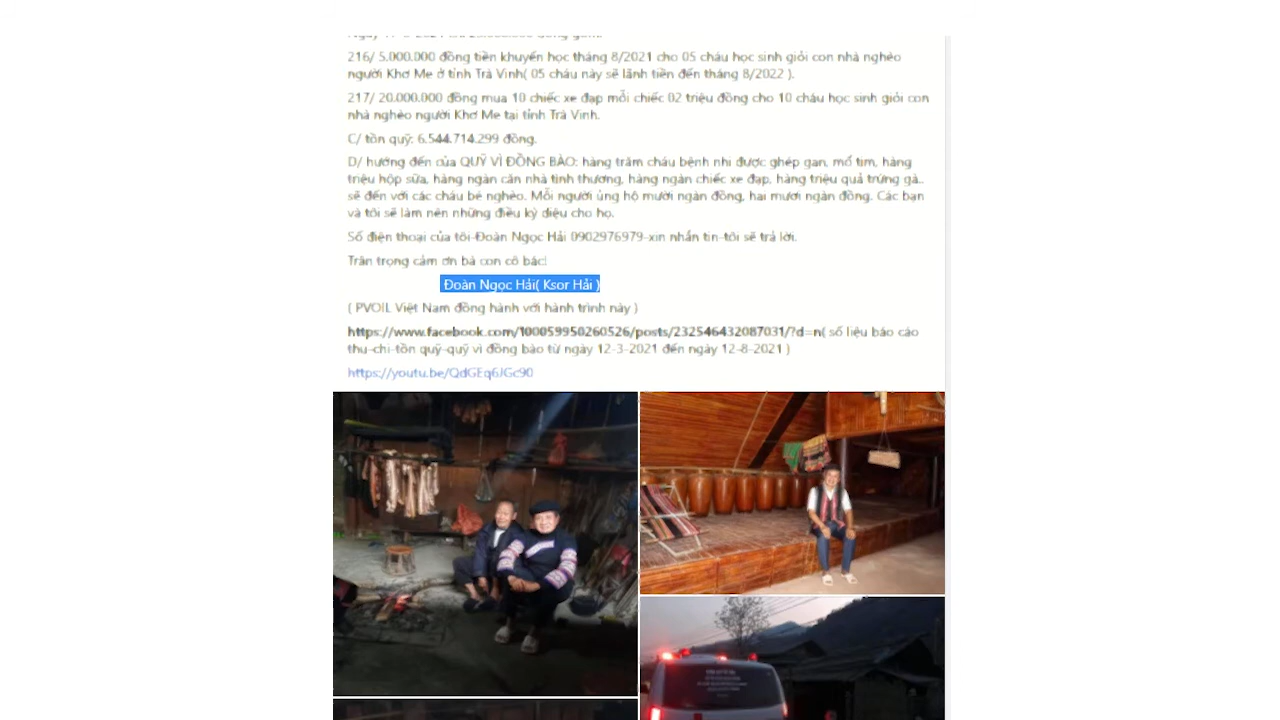 216/ 5.000.000 đồng tiền khuyến học tháng 8/2021 cho 05 cháu học sinh giỏi con nhà nghèo
người Khơ Me ở tỉnh Trà Vinh( 05 cháu này sẽ lãnh tiền đến tháng 8/2022 ).
217/ 20.000.000 đồng mua 10 chiếc xe đạp mỗi chiếc 02 triệu đồng cho 10 cháu học sinh giỏi con
nhà nghèo người Khơ Me tại tỉnh Trà Vinh.
C/ tồn quỹ: 6.544.714.299 đồng.
D/ hướng đến của QUỸ VÌ ĐỒNG BÀO: hàng trăm cháu bệnh nhi được ghép gan, mổ tim, hàng
triệu hộp sữa, hàng ngàn căn nhà tình thương, hàng ngàn chiếc xe đạp, hàng triệu quả trứng gà..
sẽ đến với các cháu bé nghèo. Mỗi người ủng hộ mười ngàn đồng, hai mươi ngàn đồng. Các bạn
và tôi sẽ làm nên những điều kỳ diệu cho họ.
Số điện thoại của tôi-Đoàn Ngọc Hải 0902976979-xin nhắn tin-tôi sẽ trả lời.
Trân trọng cảm ơn bà con cô bác!
Đoàn Ngọc Hải( Ksor Hải )
( PVOIL Việt Nam đồng hành với hành trình này )
https://www.facebook.com/100059950260526/posts/232546432087031/?d=n( số liệu báo cáo
thu-chi-tồn quỹ-quỹ vì đồng bào từ ngày 12-3-2021 đến ngày 12-8-2021 )
https://youtu.be/QdGEq6JGc90